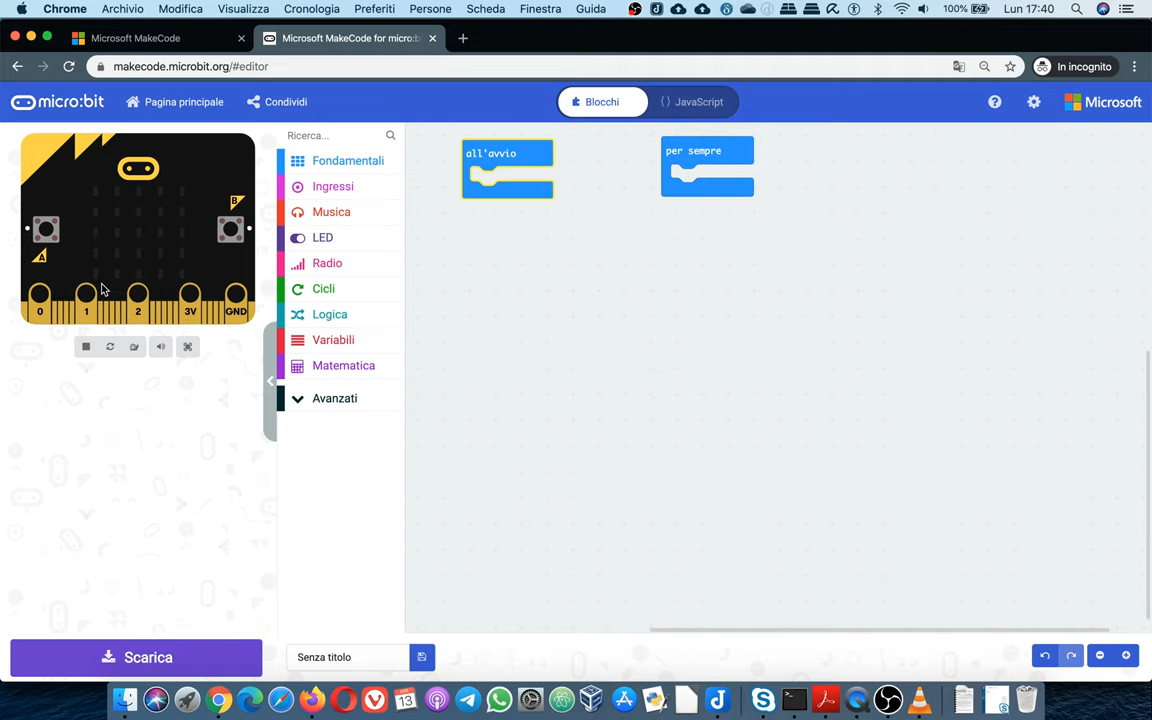 Chrome Archivio Modifica Visualizza Cronologia Preferiti Persone Scheda Finestra Guida 100% Lun 17:40
Microsoft MakeCode Microsoft MakeCode for micro:b
makecode.microbit.org/#editor In incognito
micro:bit Pagina principale Condividi Blocchi { } JavaScript Microsoft
Ricerca...
all'avvio per sempre
Fondamentali
Ingressi
Musica
LED
Radio
Cicli
Logica
Variabili
Matematica
Avanzati
B
A
0 1 2 3V GND
Scarica Senza titolo
13